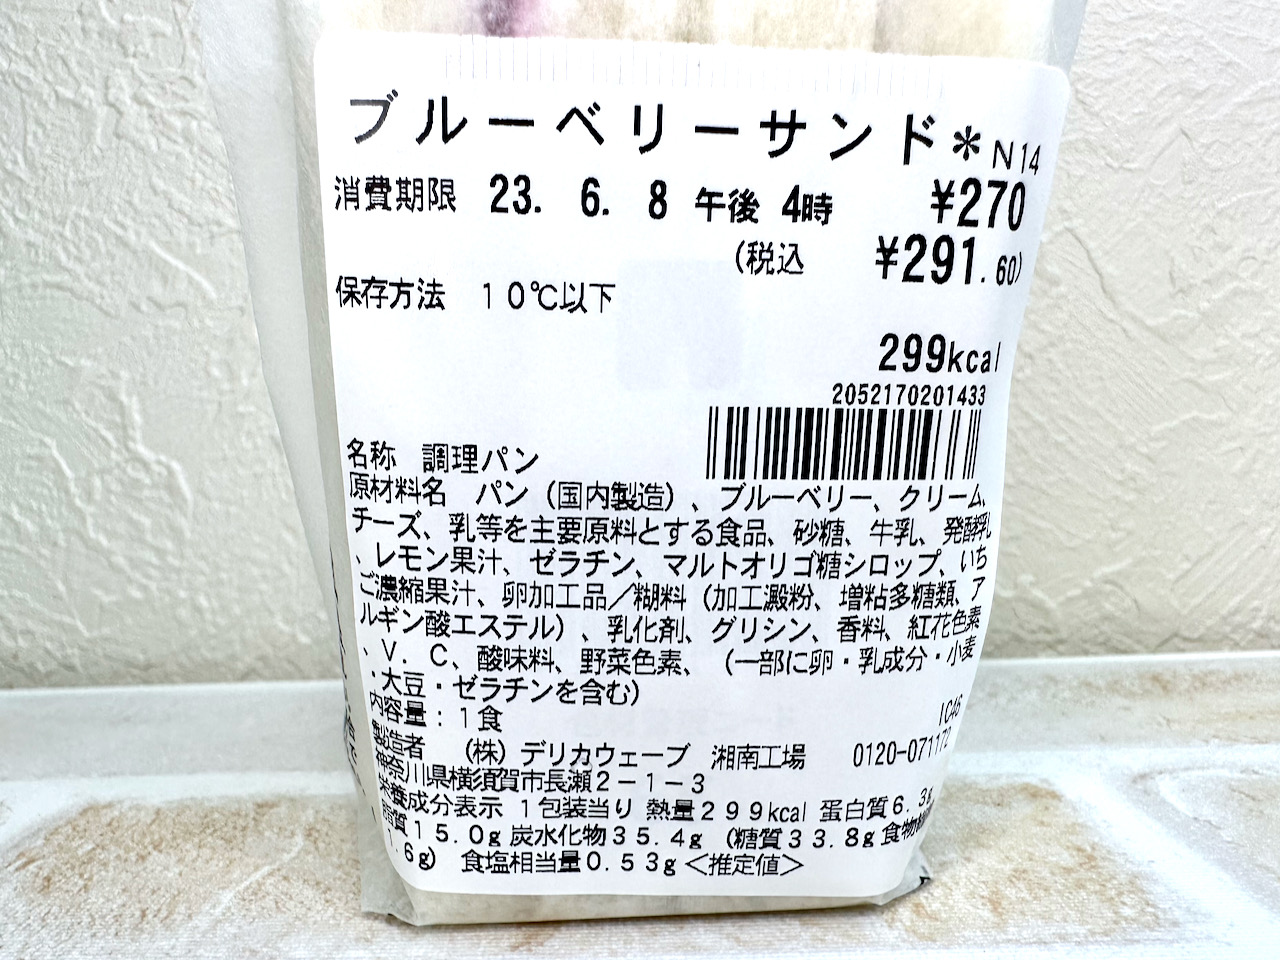 ブルーベリーサンド＊N14
消費期限 23. 6. 8 午後 4時 ¥270
(税込 ¥291.60)
保存方法 10℃以下
299kcal
2052170201433
名称 調理パン
原材料名 パン（国内製造）、ブルーベリー、クリーム、
チーズ、乳等を主要原料とする食品、砂糖、牛乳、発酵乳
、レモン果汁、ゼラチン、マルトオリゴ糖シロップ、いち
ご濃縮果汁、卵加工品／糊料（加工澱粉、増粘多糖類、ア
ルギン酸エステル）、乳化剤、グリシン、香料、紅花色素
、V．C、酸味料、野菜色素、（一部に卵・乳成分・小麦
・大豆・ゼラチンを含む）
内容量：1食 IC46
製造者 （株）デリカウェーブ 湘南工場 0120-071172
神奈川県横須賀市長瀬2－1－3
栄養成分表示 1包装当り 熱量299kcal 蛋白質6.3g
脂質15.0g 炭水化物35.4g （糖質33.8g 食物繊維
1.6g） 食塩相当量0.53g＜推定値＞